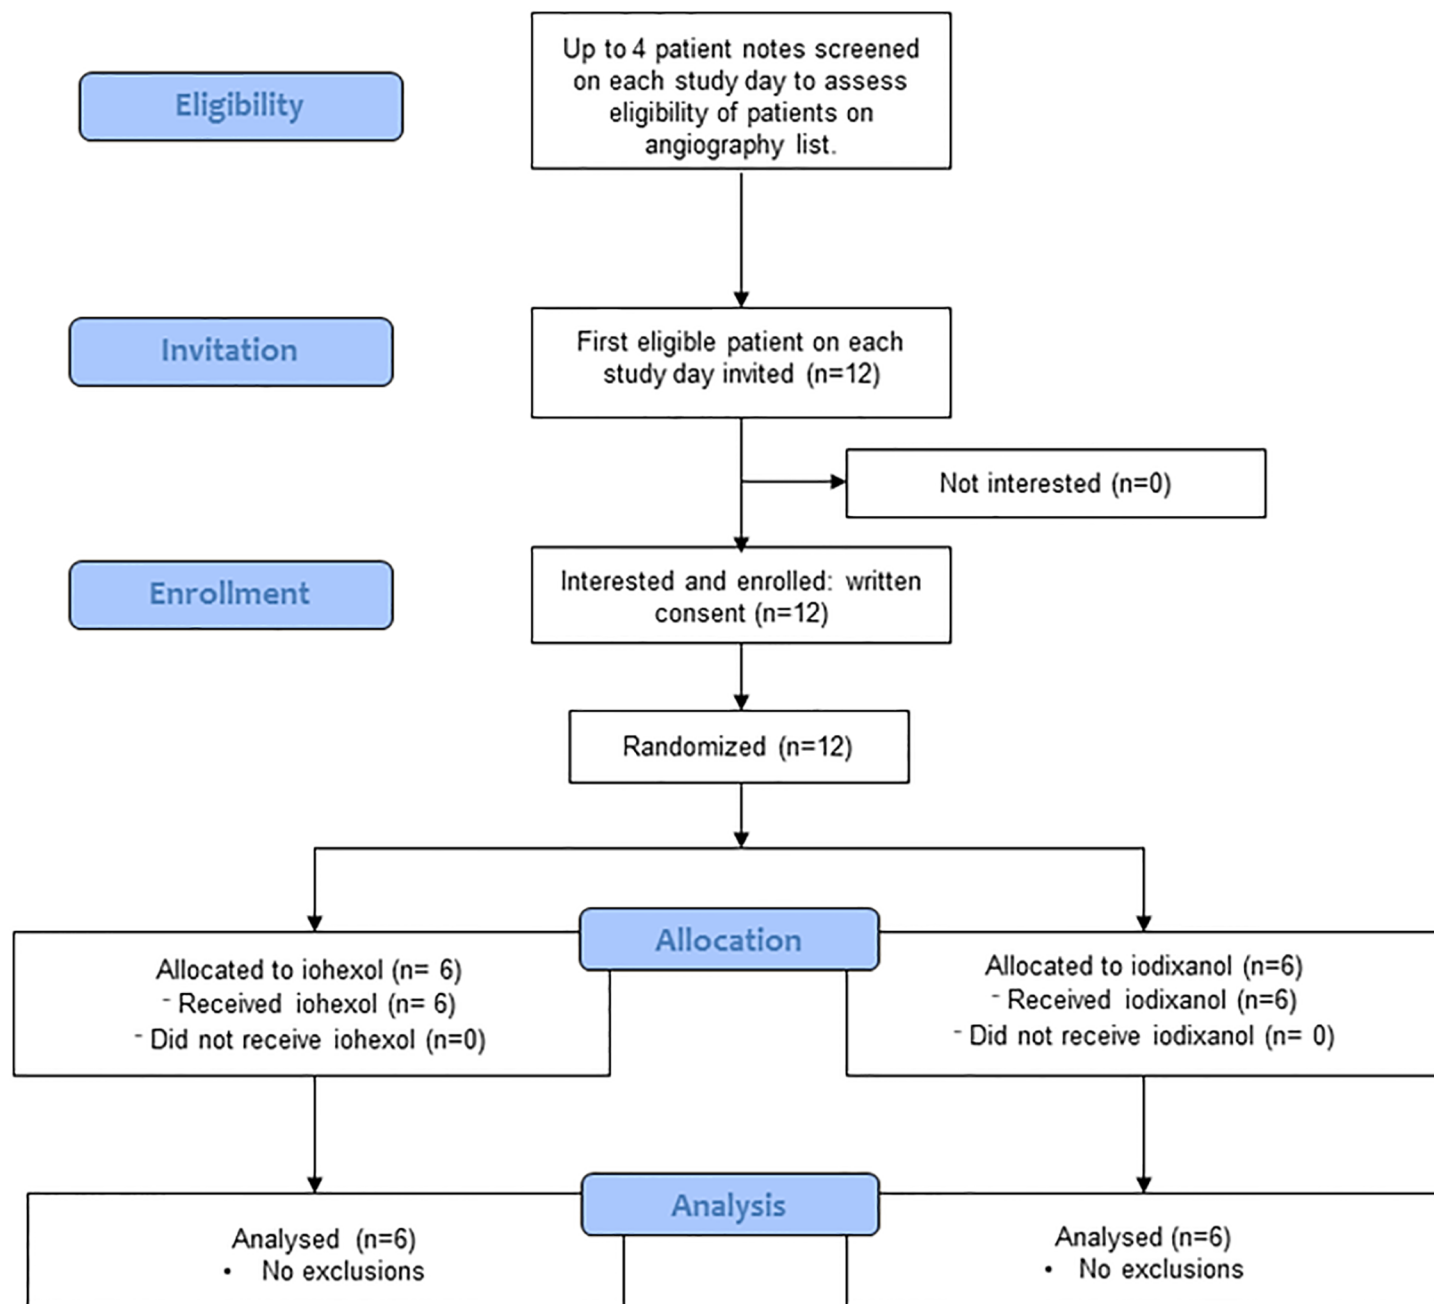 Eligibility
Up to 4 patient notes screened
on each study day to assess
eligibility of patients on
angiography list.
Invitation
First eligible patient on each
study day invited (n=12)
Not interested (n=0)
Enrollment
Interested and enrolled: written
consent (n=12)
Randomized (n=12)
Allocation
Allocated to iohexol (n= 6)
- Received iohexol (n= 6)
- Did not receive iohexol (n=0)
Allocated to iodixanol (n=6)
- Received iodixanol (n=6)
- Did not receive iodixanol (n= 0)
Analysis
Analysed (n=6)
• No exclusions
Analysed (n=6)
• No exclusions